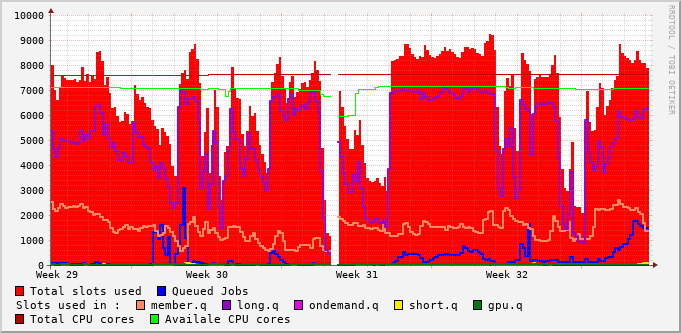 10000
9000
8000
7000
6000
5000
4000
3000
2000
1000
0
Week 29 Week 30 Week 31 Week 32
RRDTOOL / TOBI OETIKER
Total slots used Queued Jobs
Slots used in : member.q long.q ondemand.q short.q gpu.q
Total CPU cores Availale CPU cores